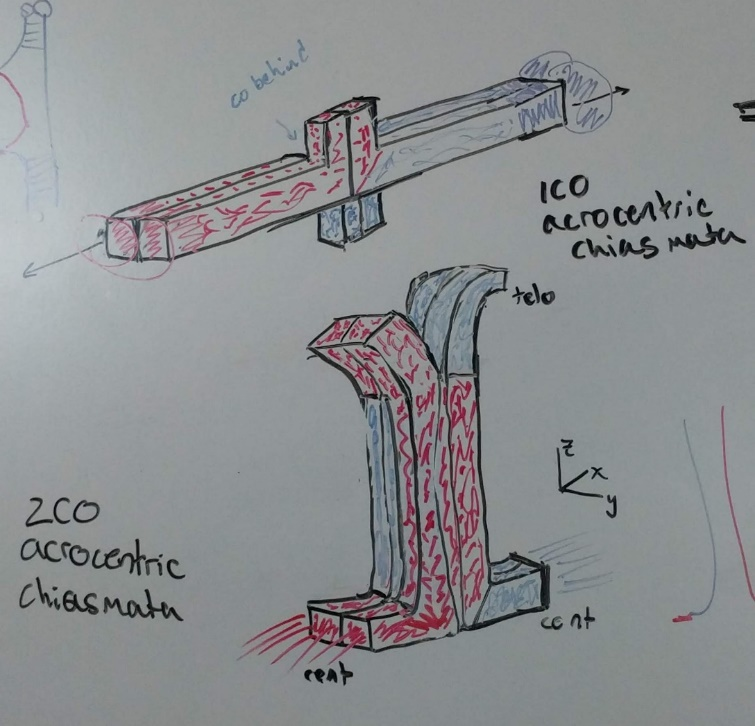 co behind
1CO
acrocentric
chiasmata
telo
z
x
y
2CO
acrocentric
chiasmata
cent
cent